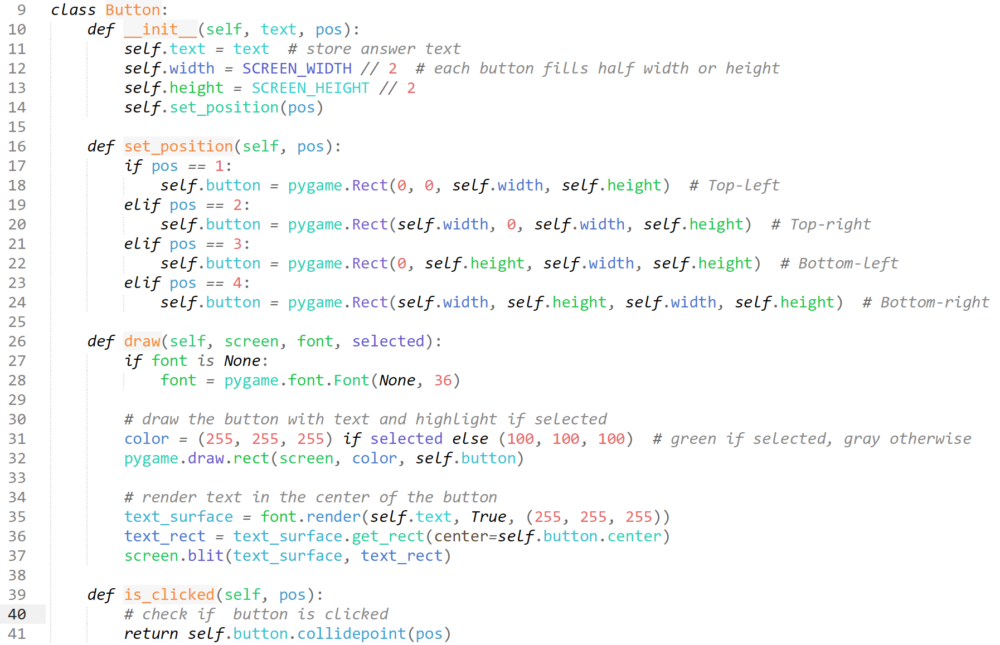 9 class Button:
10     def __init__(self, text, pos):
11         self.text = text  # store answer text
12         self.width = SCREEN_WIDTH // 2  # each button fills half width or height
13         self.height = SCREEN_HEIGHT // 2
14         self.set_position(pos)
15
16     def set_position(self, pos):
17         if pos == 1:
18             self.button = pygame.Rect(0, 0, self.width, self.height)  # Top-left
19         elif pos == 2:
20             self.button = pygame.Rect(self.width, 0, self.width, self.height)  # Top-right
21         elif pos == 3:
22             self.button = pygame.Rect(0, self.height, self.width, self.height)  # Bottom-left
23         elif pos == 4:
24             self.button = pygame.Rect(self.width, self.height, self.width, self.height)  # Bottom-right
25
26     def draw(self, screen, font, selected):
27         if font is None:
28             font = pygame.font.Font(None, 36)
29
30         # draw the button with text and highlight if selected
31         color = (255, 255, 255) if selected else (100, 100, 100)  # green if selected, gray otherwise
32         pygame.draw.rect(screen, color, self.button)
33
34         # render text in the center of the button
35         text_surface = font.render(self.text, True, (255, 255, 255))
36         text_rect = text_surface.get_rect(center=self.button.center)
37         screen.blit(text_surface, text_rect)
38
39     def is_clicked(self, pos):
40         # check if  button is clicked
41         return self.button.collidepoint(pos)